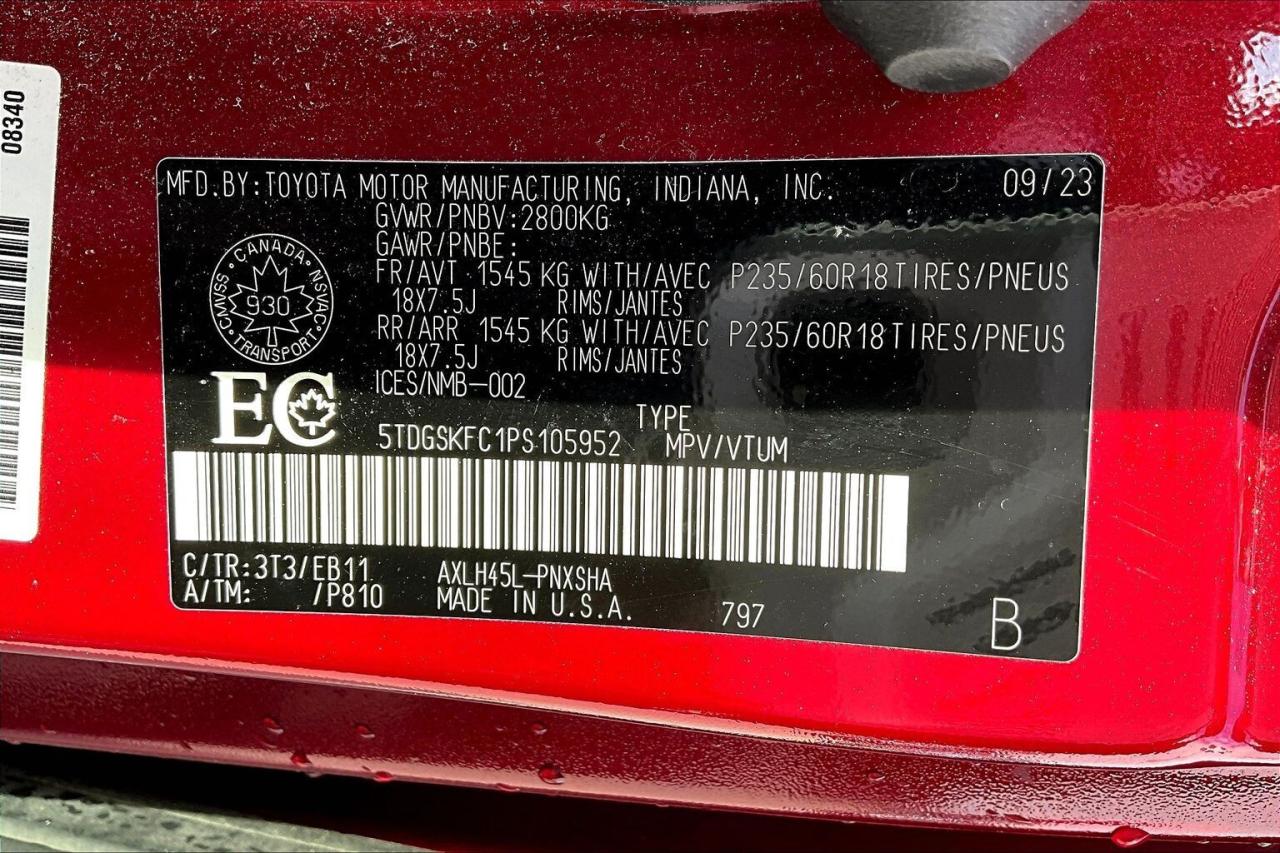 08340
MFD.BY:TOYOTA MOTOR MANUFACTURING, INDIANA, INC. 09/23
GVWR/PNBV:2800KG
GAWR/PNBE:
FR/AVT 1545 KG WITH/AVEC P235/60R18 TIRES/PNEUS
18X7.5J RIMS/JANTES
RR/ARR 1545 KG WITH/AVEC P235/60R18 TIRES/PNEUS
18X7.5J RIMS/JANTES
ICES/NMB-002
CANADA
CMVSS NSVAC
930
TRANSPORT
EC
TYPE
5TDGSKFC1PS105952 MPV/VTUM
C/TR:3T3/EB11 AXLH45L-PNXSHA
A/TM: /P810 MADE IN U.S.A. 797 B